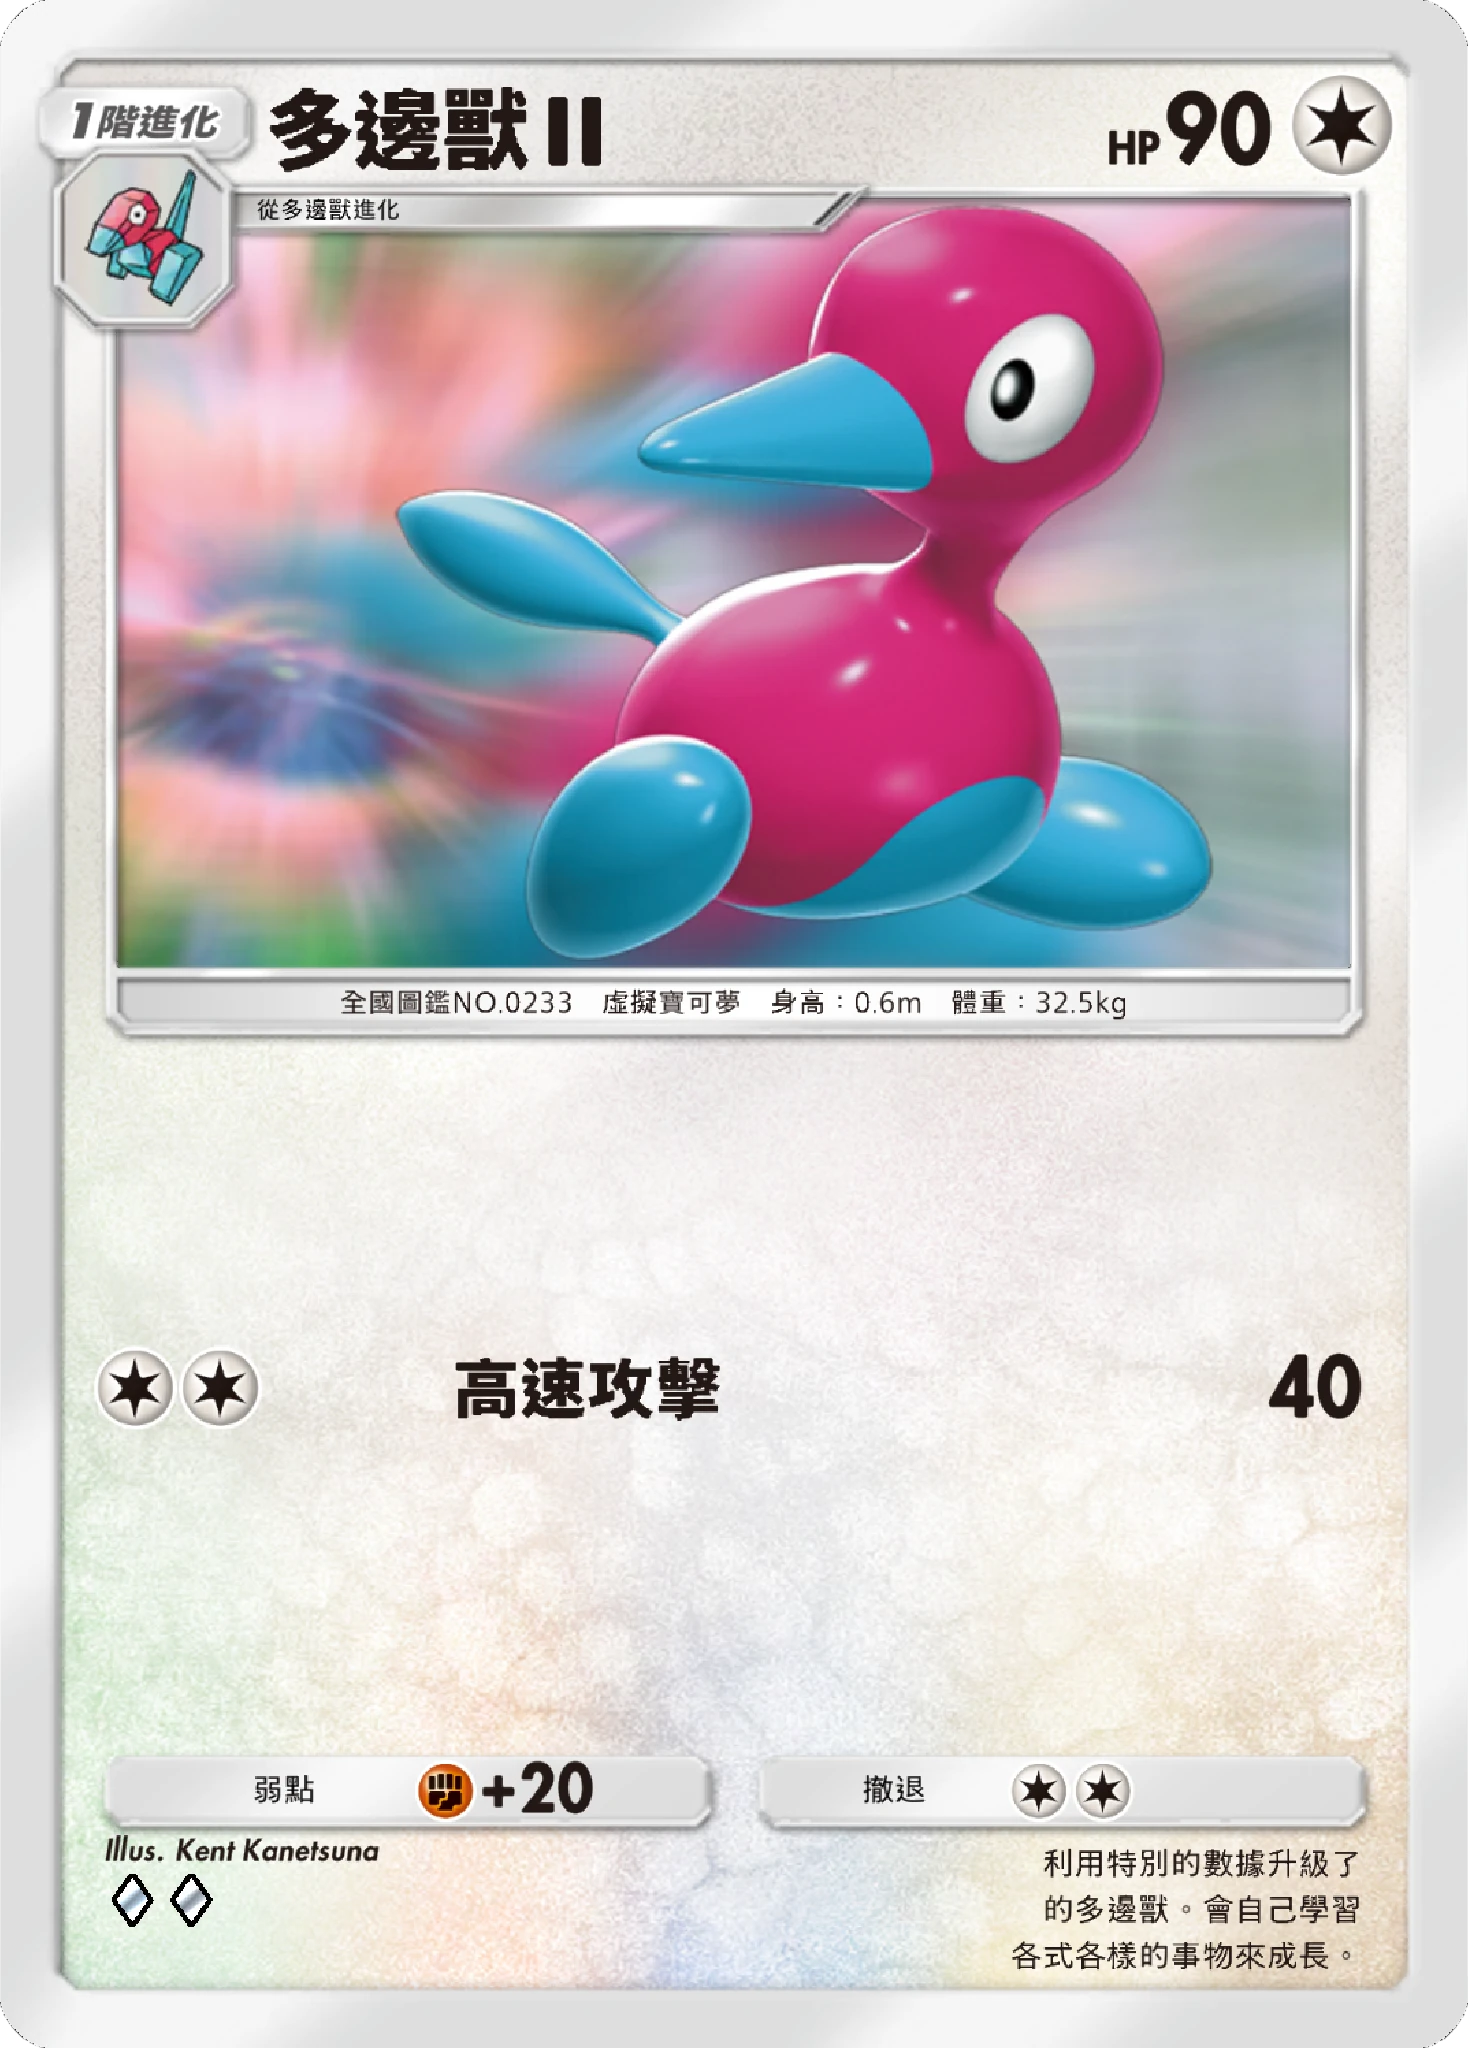 1階進化
多邊獸II
HP 90
從多邊獸進化
全國圖鑑NO.0233 虛擬寶可夢 身高：0.6m 體重：32.5kg
高速攻擊 40
弱點 +20
撤退
Illus. Kent Kanetsuna
利用特別的數據升級了
的多邊獸。會自己學習
各式各樣的事物來成長。